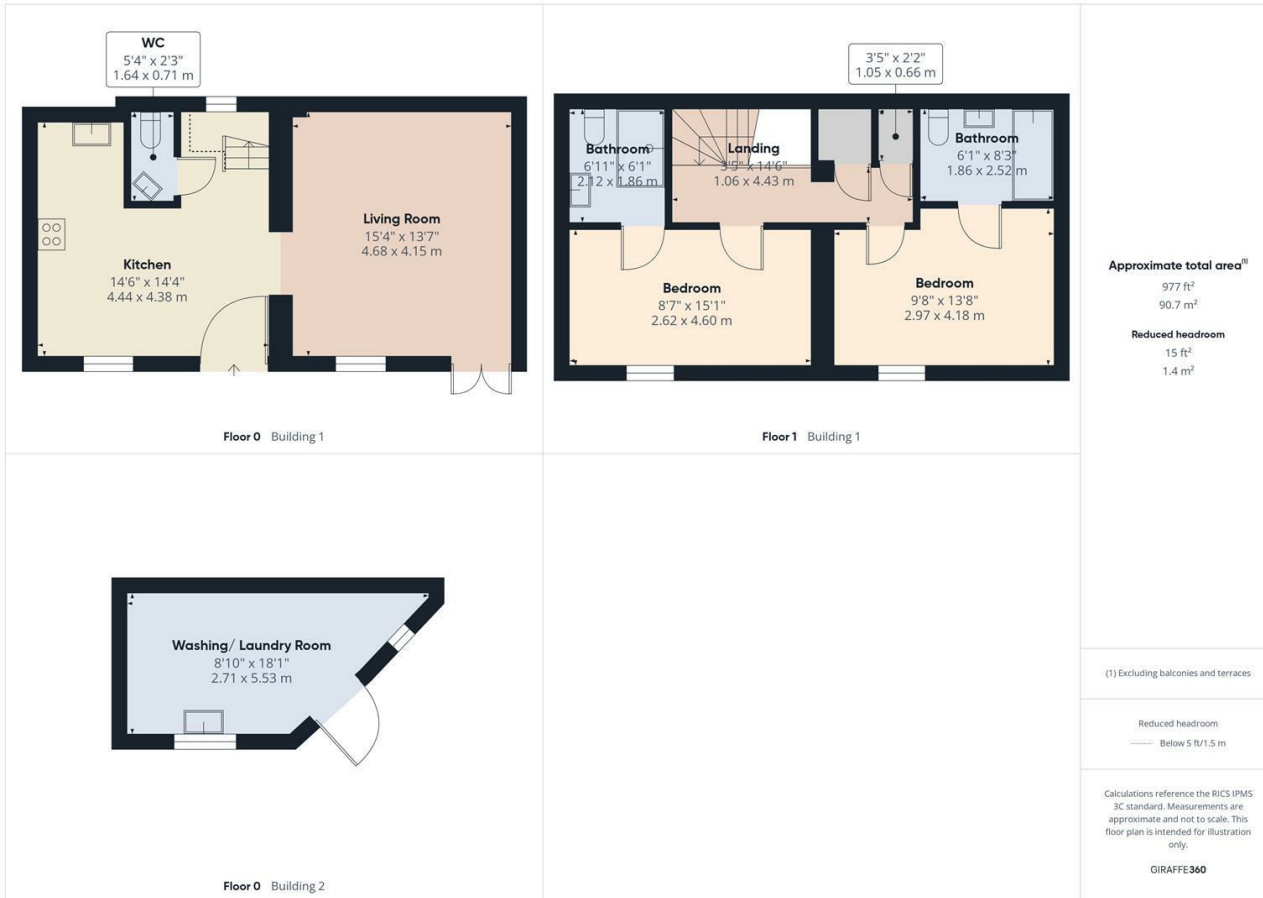 WC
5'4" x 2'3"
1.64 x 0.71 m
Kitchen
14'6" x 14'4"
4.44 x 4.38 m
Living Room
15'4" x 13'7"
4.68 x 4.15 m
Floor 0 Building 1
3'5" x 2'2"
1.05 x 0.66 m
Bathroom
6'11" x 6'1"
2.12 x 1.86 m
Landing
3'5" x 14'6"
1.06 x 4.43 m
Bathroom
6'1" x 8'3"
1.86 x 2.52 m
Bedroom
8'7" x 15'1"
2.62 x 4.60 m
Bedroom
9'8" x 13'8"
2.97 x 4.18 m
Floor 1 Building 1
Washing/ Laundry Room
8'10" x 18'1"
2.71 x 5.53 m
Floor 0 Building 2
Approximate total area(1)
977 ft²
90.7 m²
Reduced headroom
15 ft²
1.4 m²
(1) Excluding balconies and terraces
Reduced headroom
Below 5 ft/1.5 m
Calculations reference the RICS IPMS
3C standard. Measurements are
approximate and not to scale. This
floor plan is intended for illustration
only.
GIRAFFE360